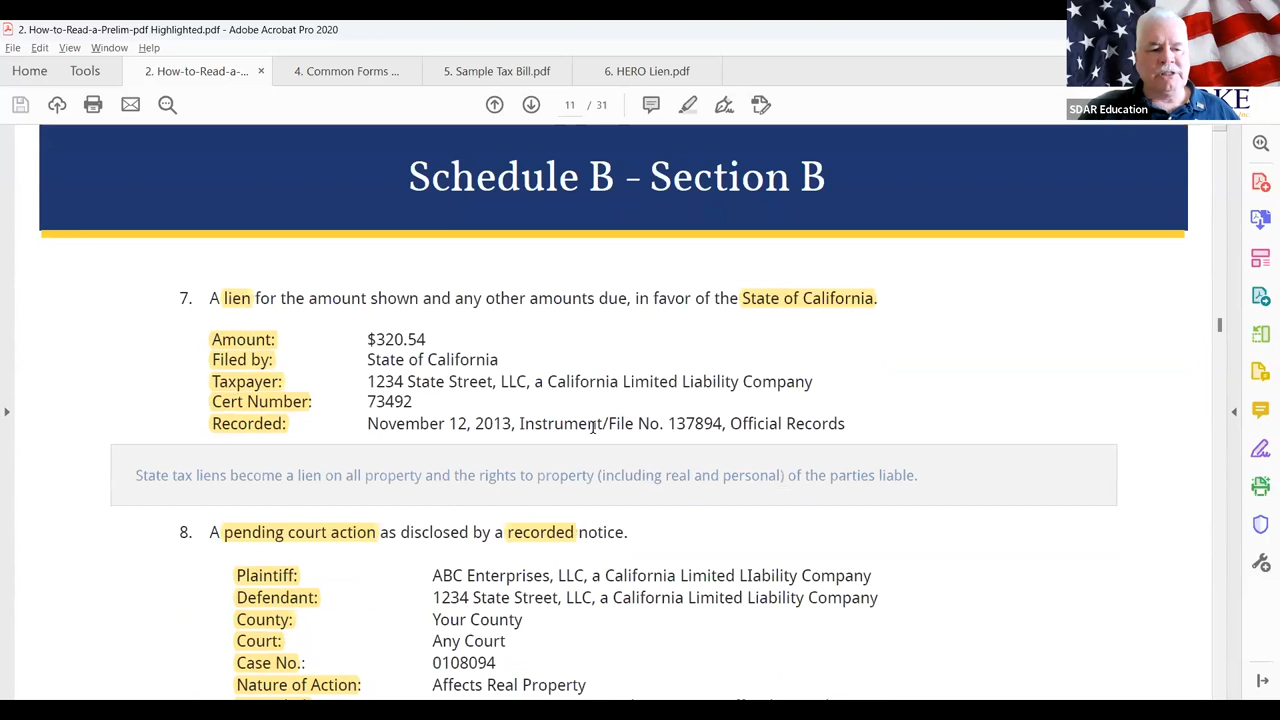 2. How-to-Read-a-Prelim-pdf Highlighted.pdf - Adobe Acrobat Pro 2020
File Edit View Window Help
Home Tools 2. How-to-Read-a-... × 4. Common Forms ... 5. Sample Tax Bill.pdf 6. HERO Lien.pdf
11 / 31
SDAR Education
Schedule B - Section B
7. A lien for the amount shown and any other amounts due, in favor of the State of California.
Amount: $320.54
Filed by: State of California
Taxpayer: 1234 State Street, LLC, a California Limited Liability Company
Cert Number: 73492
Recorded: November 12, 2013, Instrument/File No. 137894, Official Records
State tax liens become a lien on all property and the rights to property (including real and personal) of the parties liable.
8. A pending court action as disclosed by a recorded notice.
Plaintiff: ABC Enterprises, LLC, a California Limited LIability Company
Defendant: 1234 State Street, LLC, a California Limited Liability Company
County: Your County
Court: Any Court
Case No.: 0108094
Nature of Action: Affects Real Property